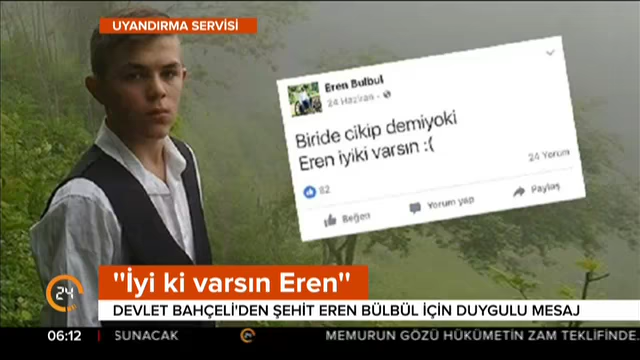 UYANDIRMA SERVİSİ
Eren Bulbul
24 Haziran
Biride cikip demiyoki
Eren iyiki varsın :(
82
24 Yorum
Beğen Yorum yap Paylaş
"İyi ki varsın Eren"
24
DEVLET BAHÇELİ'DEN ŞEHİT EREN BÜLBÜL İÇİN DUYGULU MESAJ
06:12 SUNACAK MEMURUN GÖZÜ HÜKÜMETİN ZAM TEKLİFİNDE.